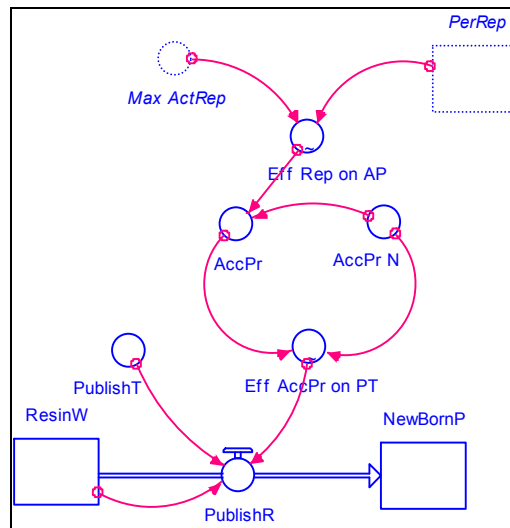 PerRep
Max ActRep
~
Eff Rep on AP
AccPr
AccPr N
~
PublishT
Eff AccPr on PT
ResinW
NewBornP
PublishR